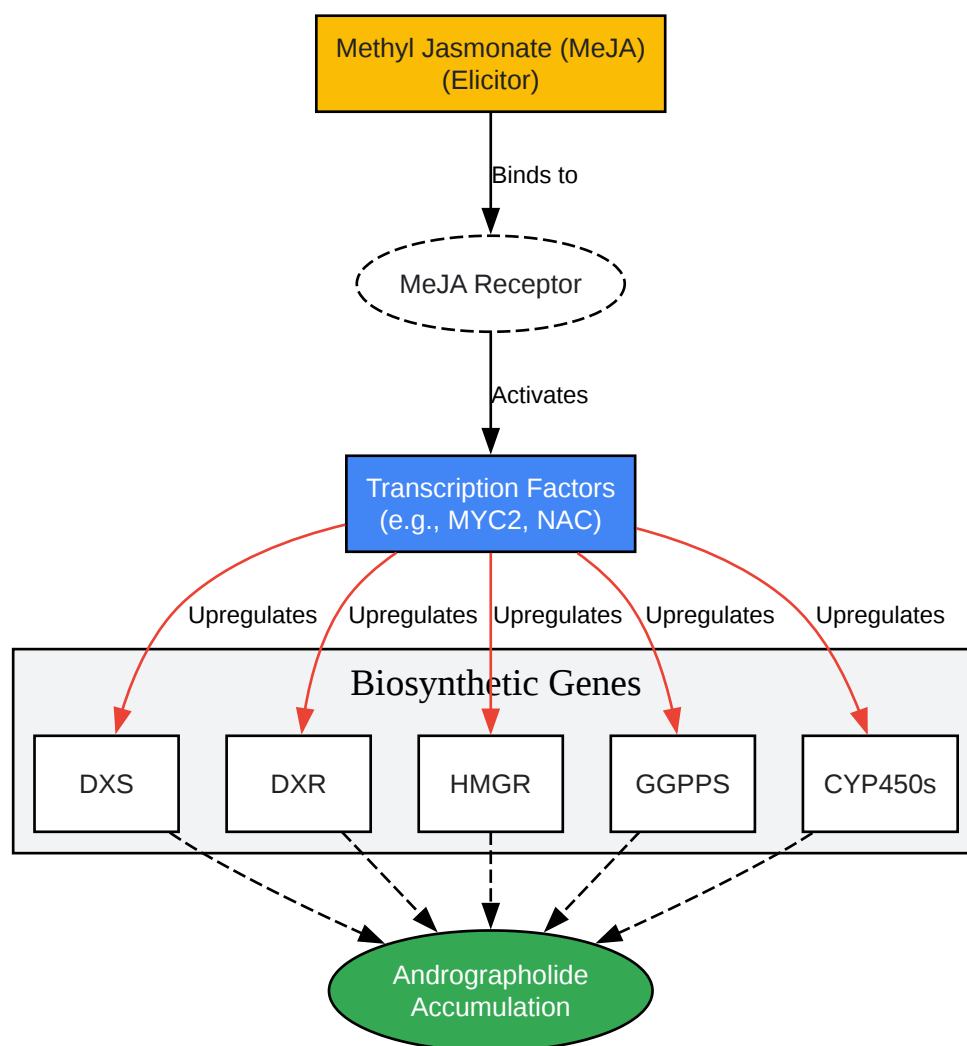 Methyl Jasmonate (MeJA)
(Elicitor)
Binds to
MeJA Receptor
Activates
Transcription Factors
(e.g., MYC2, NAC)
Upregulates
Upregulates
Upregulates
Upregulates
Upregulates
Biosynthetic Genes
DXS
DXR
HMGR
GGPPS
CYP450s
Andrographolide
Accumulation